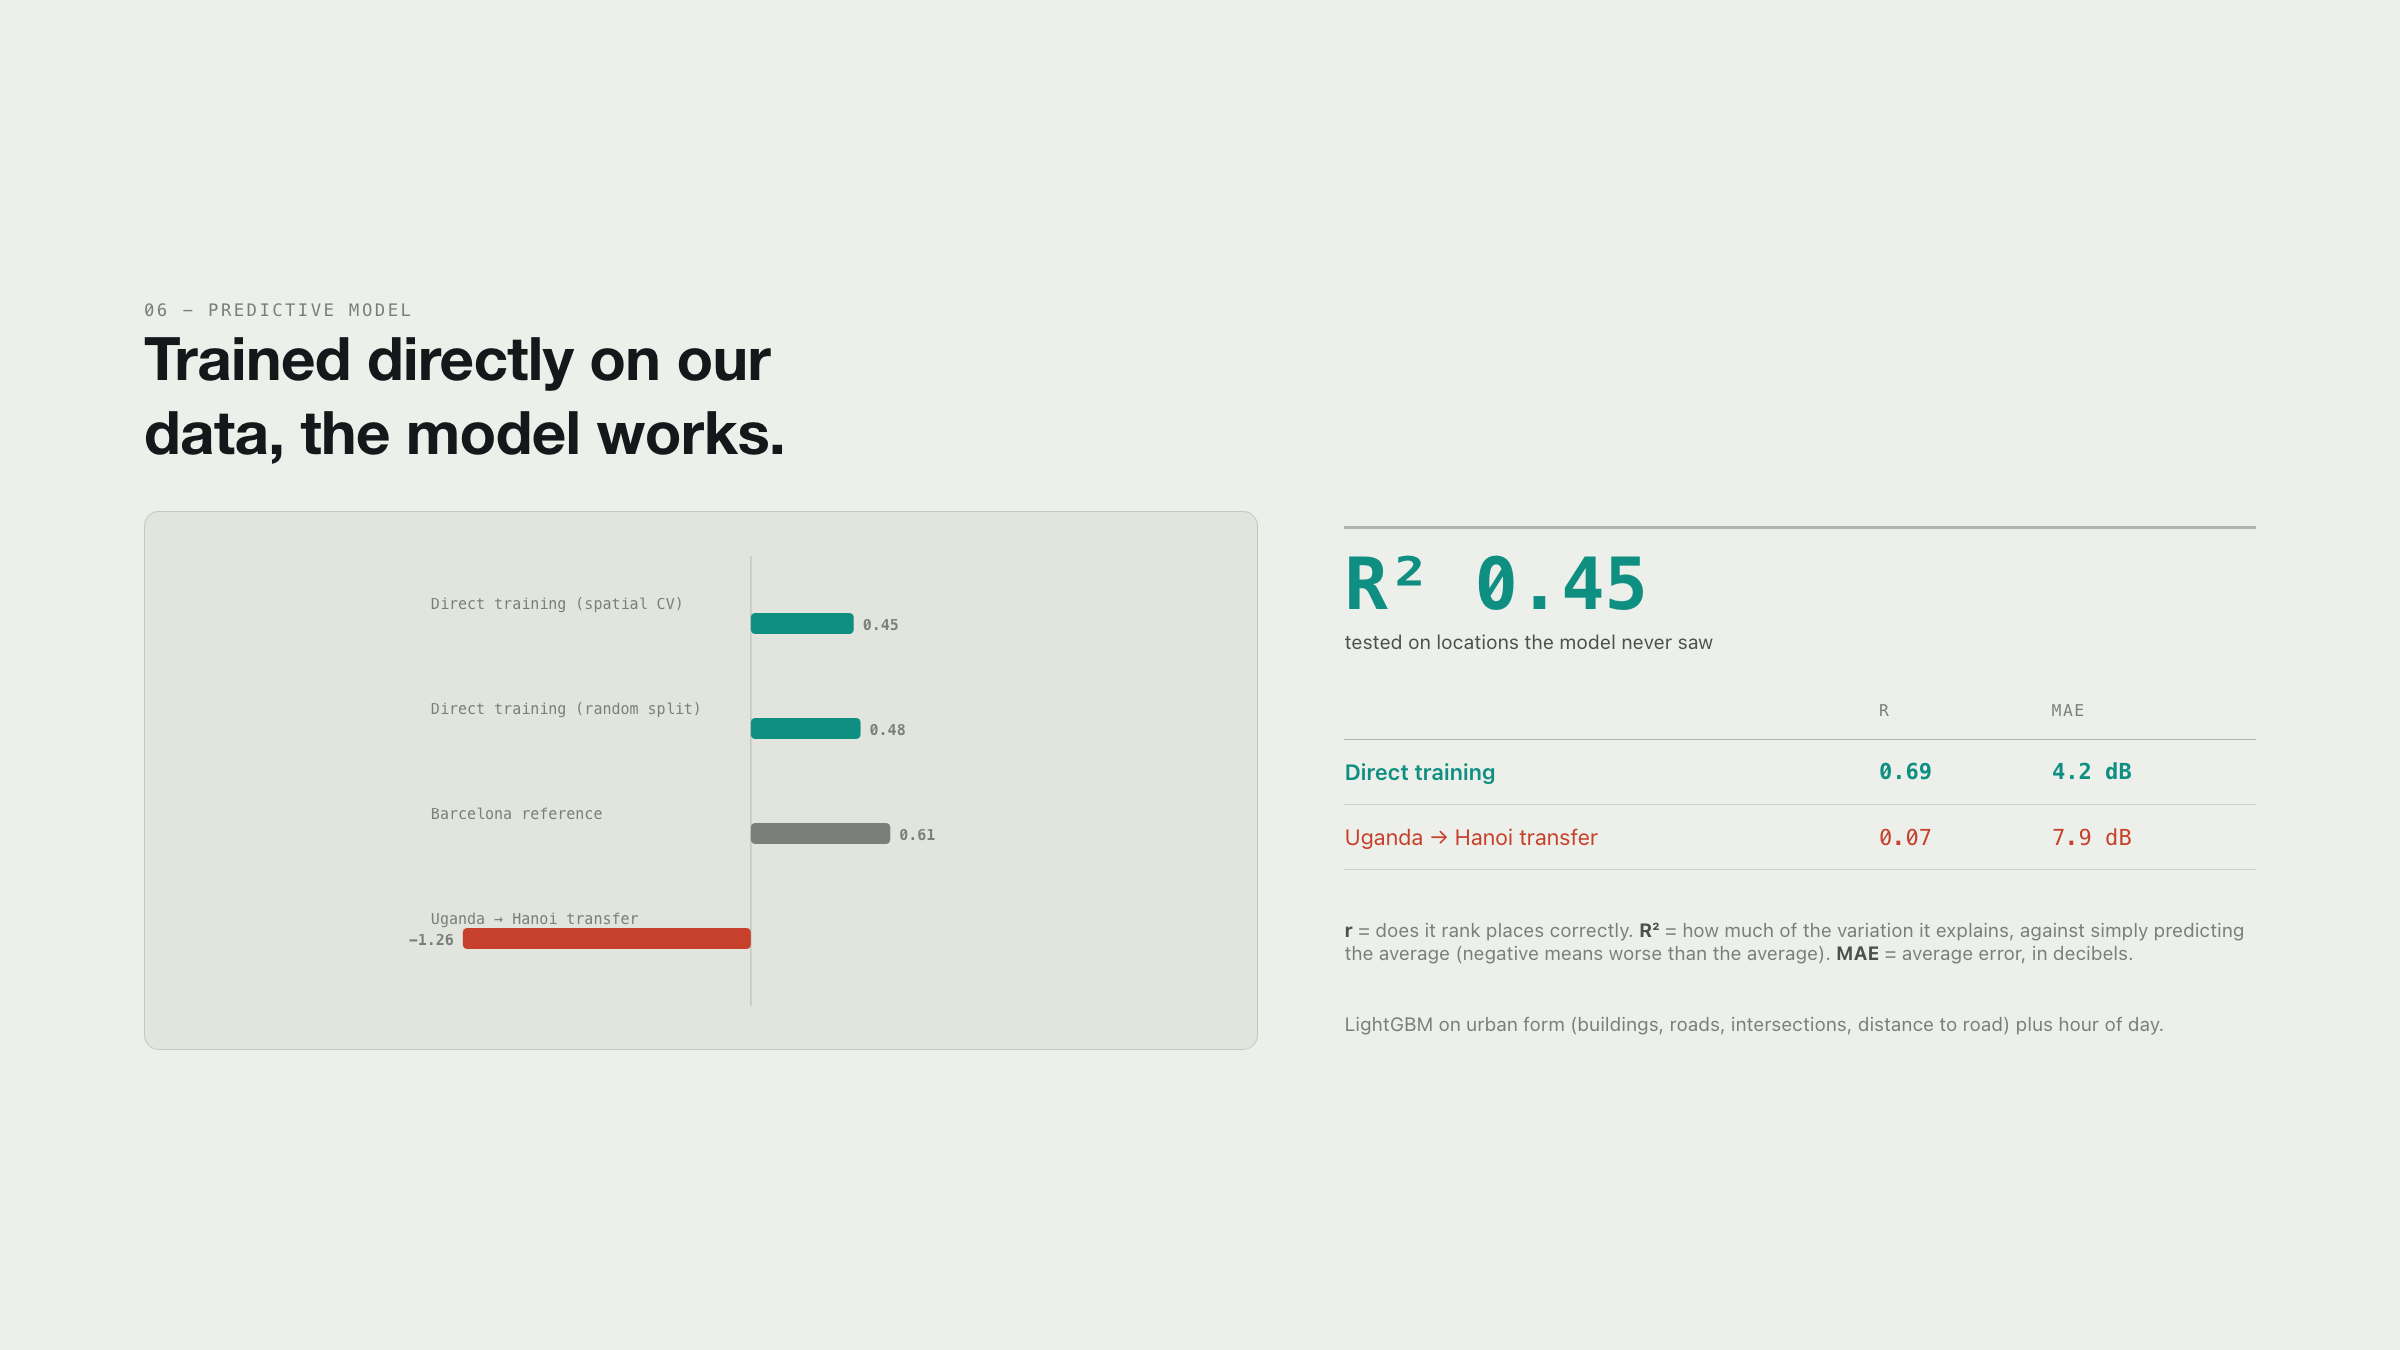 06 – PREDICTIVE MODEL
Trained directly on our
data, the model works.
Direct training (spatial CV)
0.45
Direct training (random split)
0.48
Barcelona reference
0.61
Uganda → Hanoi transfer
−1.26
R² 0.45
tested on locations the model never saw
R MAE
Direct training 0.69 4.2 dB
Uganda → Hanoi transfer 0.07 7.9 dB
r = does it rank places correctly. R² = how much of the variation it explains, against simply predicting
the average (negative means worse than the average). MAE = average error, in decibels.
LightGBM on urban form (buildings, roads, intersections, distance to road) plus hour of day.